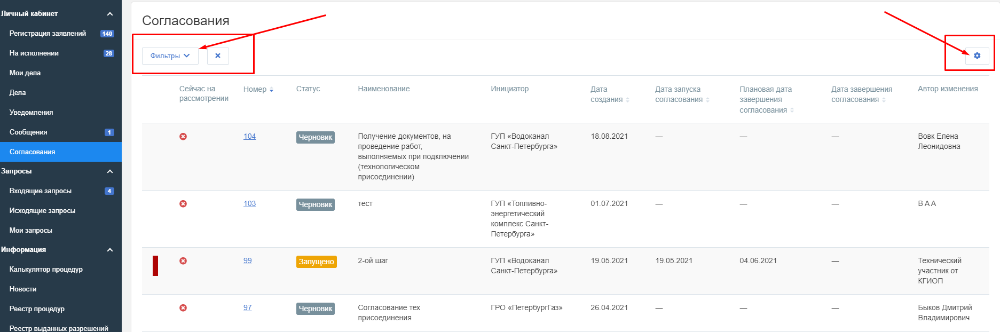 Личный кабинет
Регистрация заявлений 140
На исполнении 28
Мои дела
Дела
Уведомления
Сообщения 1
Согласования
Запросы
Входящие запросы 4
Исходящие запросы
Мои запросы
Информация
Калькулятор процедур
Новости
Реестр процедур
Реестр выданных разрешений
Согласования
Фильтры
Сейчас на
рассмотрении
Номер
Статус
Наименование
Инициатор
Дата
создания
Дата запуска
согласования
Плановая дата
завершения
согласования
Дата завершения
согласования
Автор изменения
104
Черновик
Получение документов, на
проведение работ,
выполняемых при подключении
(технологическом
присоединении)
ГУП «Водоканал
Санкт-Петербурга»
18.08.2021
—
—
—
Вовк Елена
Леонидовна
103
Черновик
тест
ГУП «Топливно-
энергетический
комплекс Санкт-
Петербурга»
01.07.2021
—
—
—
В А А
99
Запущено
2-ой шаг
ГУП «Водоканал
Санкт-Петербурга»
19.05.2021
19.05.2021
04.06.2021
—
Технический
участник от
КГИОП
97
Черновик
Согласование тех
присоединения
ГРО «ПетербургГаз»
26.04.2021
—
—
—
Быков Дмитрий
Владимирович